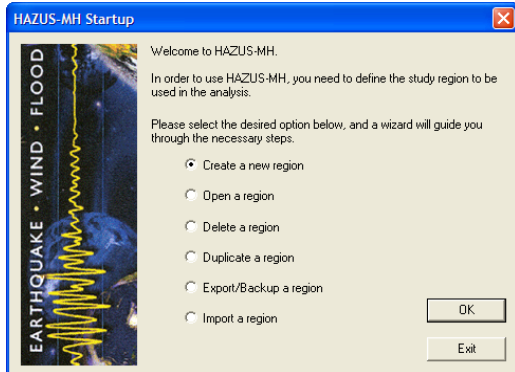 HAZUS-MH Startup
EARTHQUAKE • WIND • FLOOD
Welcome to HAZUS-MH.
In order to use HAZUS-MH, you need to define the study region to be
used in the analysis.
Please select the desired option below, and a wizard will guide you
through the necessary steps.
Create a new region
Open a region
Delete a region
Duplicate a region
Export/Backup a region
Import a region
OK
Exit